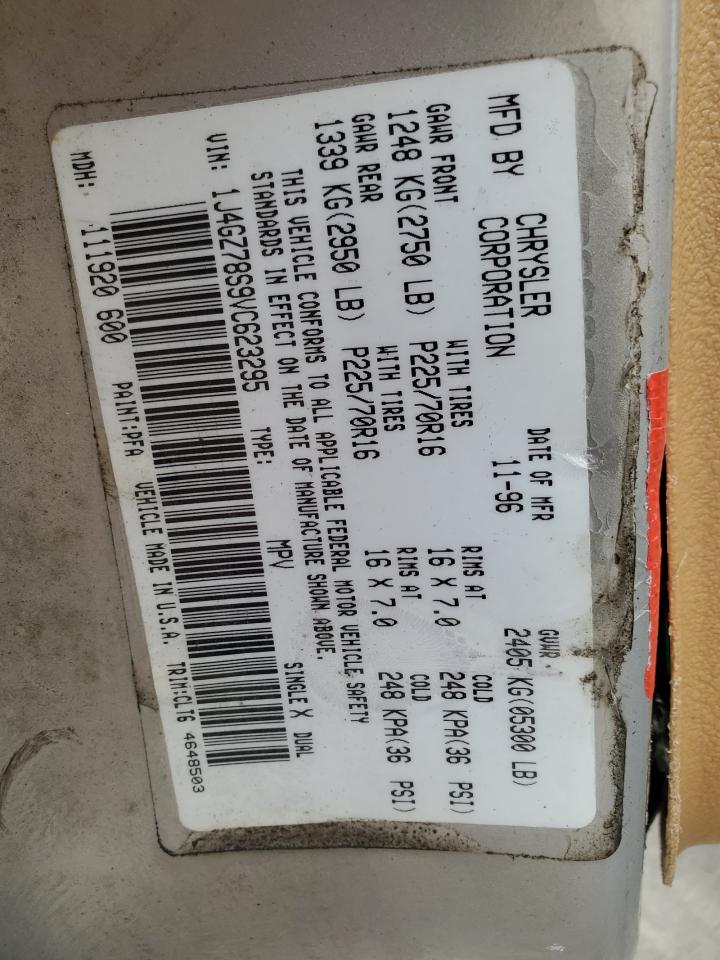 MFD BY CHRYSLER CORPORATION
DATE OF MFR
11-96
GVWR.
2405 KG(05300 LB)
GAWR FRONT
1248 KG(2750 LB)
WITH TIRES
P225/70R16
RIMS AT
16 X 7.0
COLD
248 KPA(36 PSI)
GAWR REAR
1339 KG(2950 LB)
WITH TIRES
P225/70R16
RIMS AT
16 X 7.0
COLD
248 KPA(36 PSI)
THIS VEHICLE CONFORMS TO ALL APPLICABLE FEDERAL MOTOR VEHICLE SAFETY
STANDARDS IN EFFECT ON THE DATE OF MANUFACTURE SHOWN ABOVE.
VIN: 1J4GZ78S9VC623295 TYPE: MPV SINGLE X DUAL
MDH: 111920 600 PAINT:PFA VEHICLE MADE IN U.S.A. TRIM:CLT6 4648503